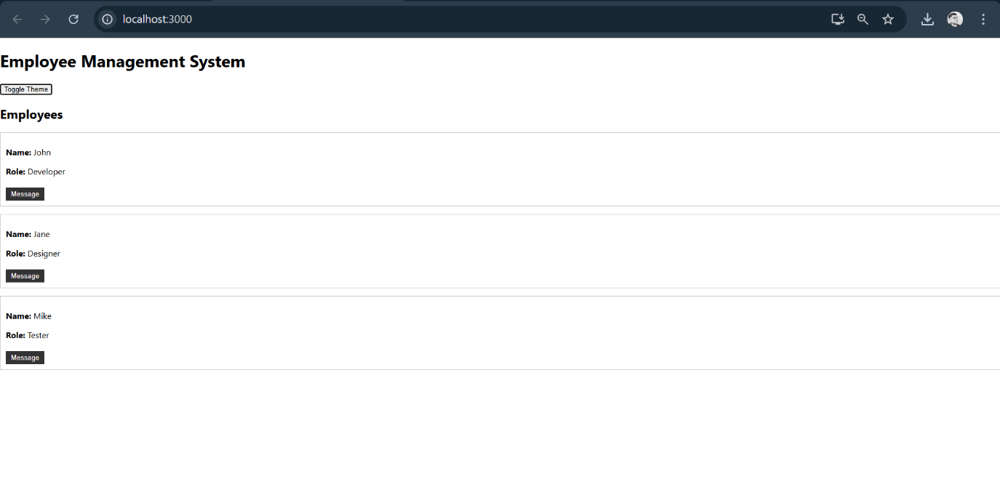 localhost:3000
Employee Management System
Toggle Theme
Employees
Name: John
Role: Developer
Message
Name: Jane
Role: Designer
Message
Name: Mike
Role: Tester
Message